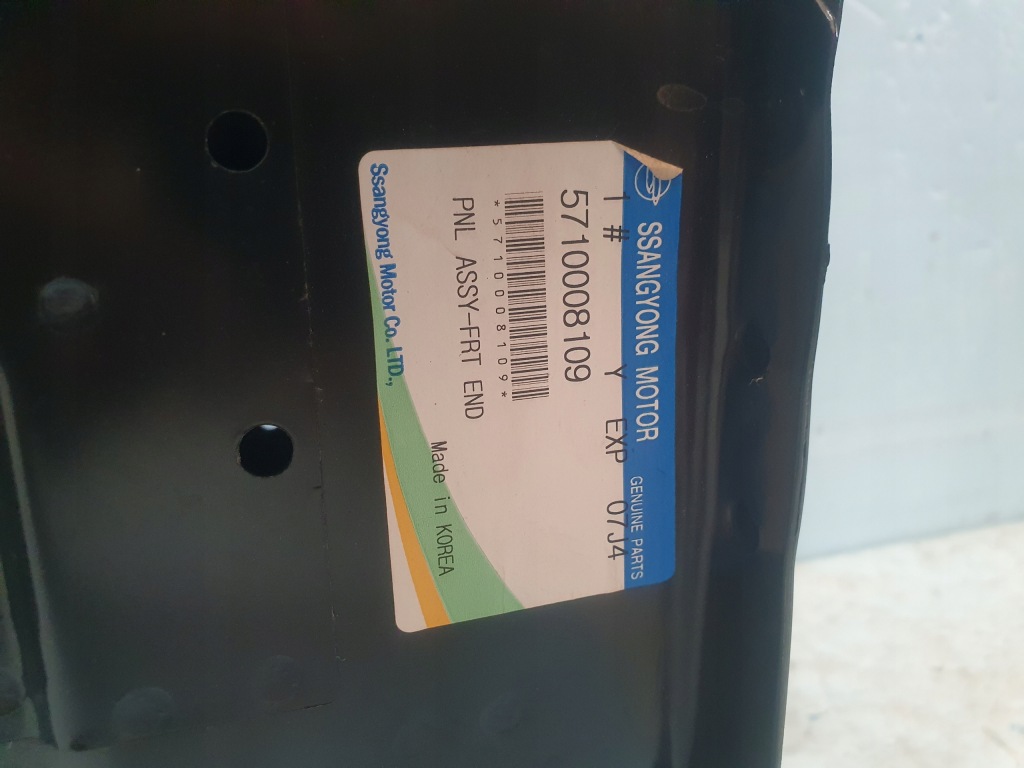 SSANGYONG MOTOR GENUINE PARTS
1# Y EXP 07J4
5710008109
*5710008109*
PNL ASSY-FRT END
Made in KOREA
Ssangyong Motor Co. LTD.,